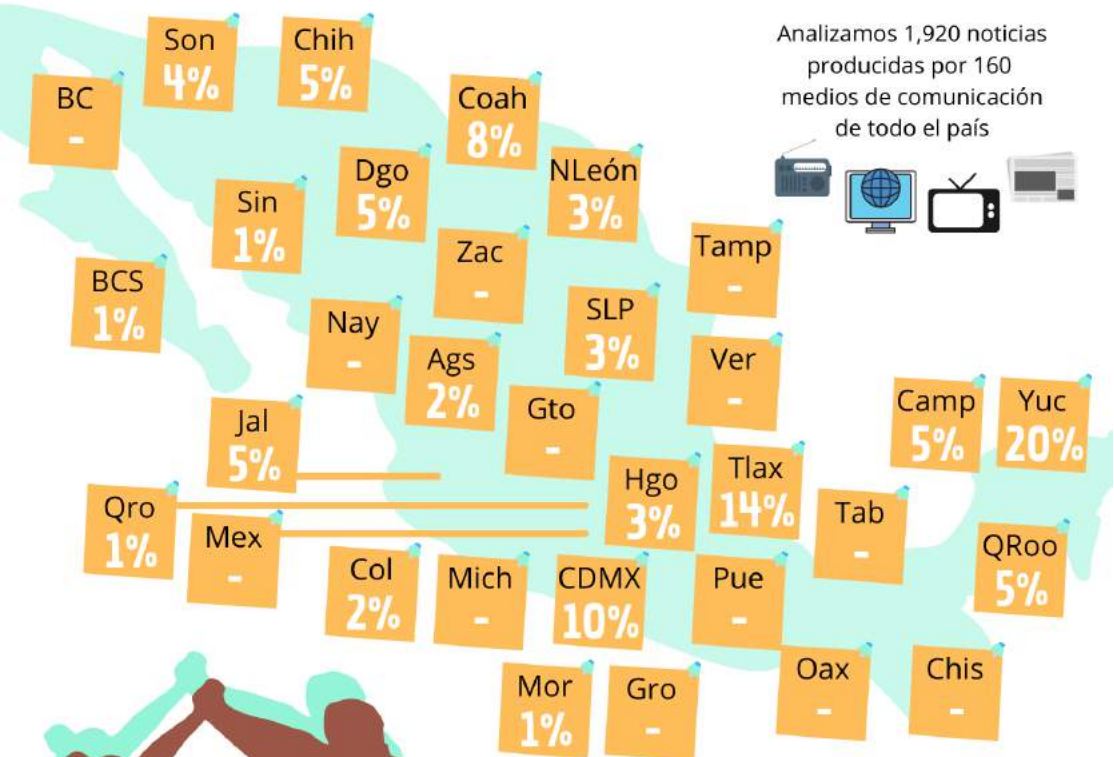 Analizamos 1,920 noticias
producidas por 160
medios de comunicación
de todo el país
Son
4%
Chih
5%
BC
-
Coah
8%
Dgo
5%
NLeón
3%
Sin
1%
Zac
-
Tamp
-
BCS
1%
Nay
-
SLP
3%
Ags
2%
Ver
-
Gto
-
Camp
5%
Yuc
20%
Jal
5%
Hgo
3%
Tlax
14%
Qro
1%
Mex
-
Tab
-
QRoo
5%
Col
2%
Mich
-
CDMX
10%
Pue
-
Mor
1%
Gro
-
Oax
-
Chis
-